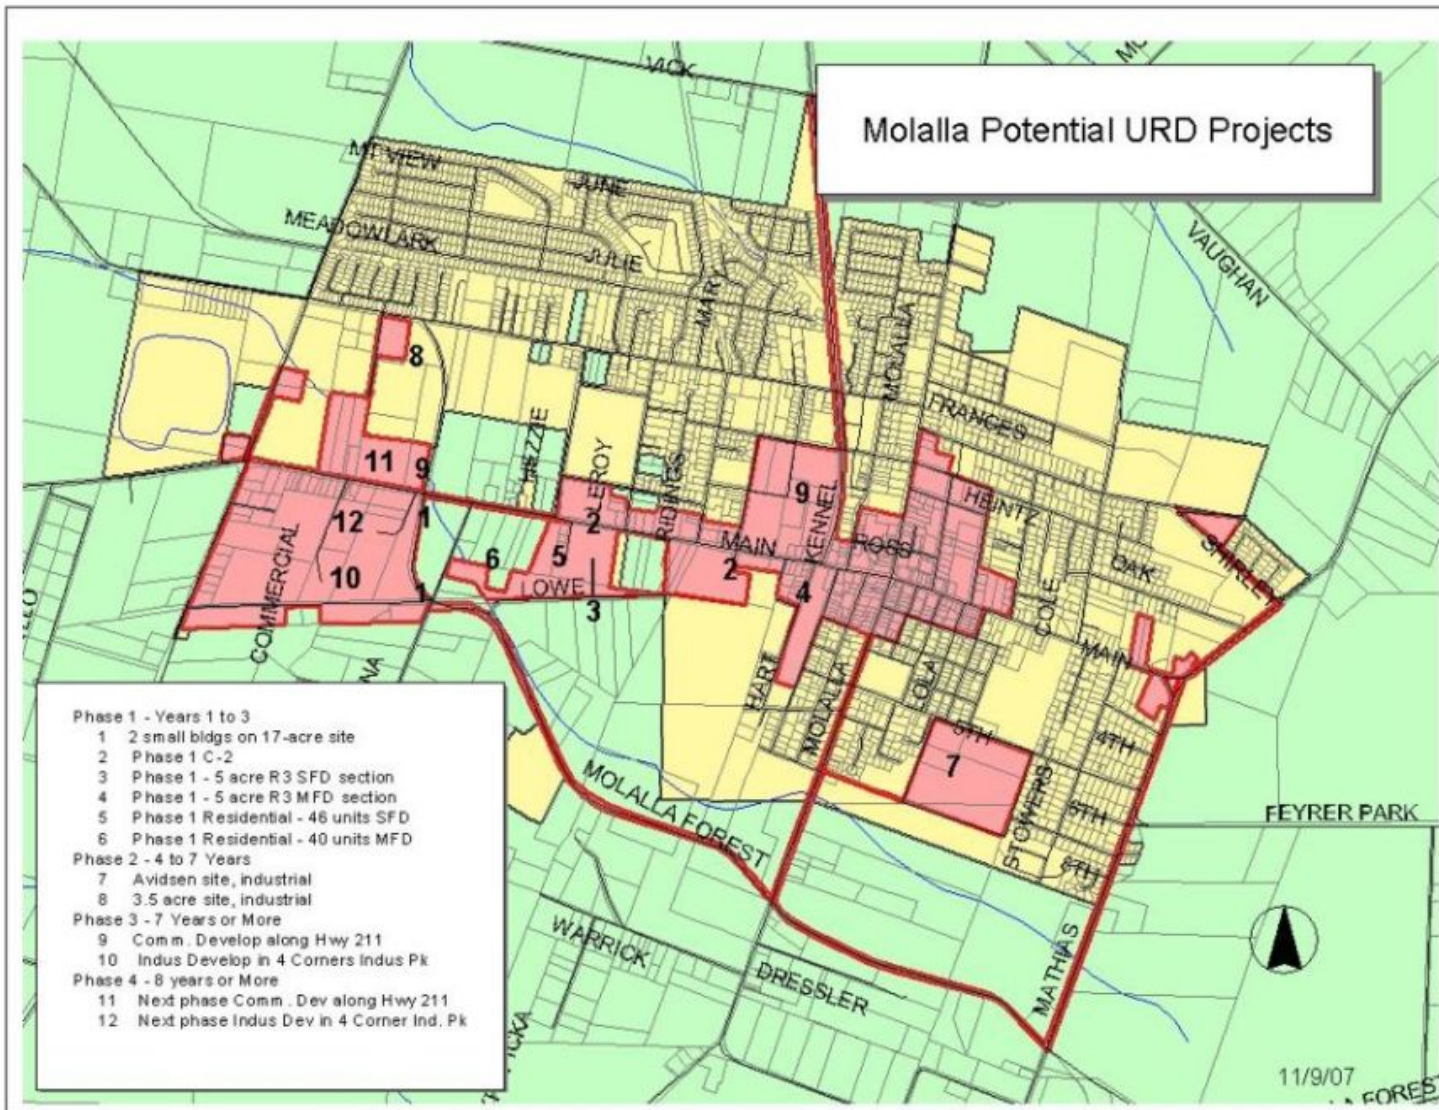 VICK
Molalla Potential URD Projects
MT VIEW
JUNE
MEADOWLARK
JULIE
MARY
MOLALLA
VAUGHAN
8
FRANCES
HEZZIE
LEROY
RIDINGS
11
9
9
KENNEL
HEINTZ
12
1
2
MAIN
ROSS
OAK
SHIRLEY
COMMERCIAL
10
6
5
LOWE
2
4
COLE
1
3
MAIN
HART
MOLALLA
LOLA
5TH
4TH
7
STOWERS
5TH
FEYRER PARK
MOLALLA FOREST
WARRICK
DRESSLER
MATHIAS
Phase 1 - Years 1 to 3
1 2 small bldgs on 17-acre site
2 Phase 1 C-2
3 Phase 1 - 5 acre R3 SFD section
4 Phase 1 - 5 acre R3 MFD section
5 Phase 1 Residential - 46 units SFD
6 Phase 1 Residential - 40 units MFD
Phase 2 - 4 to 7 Years
7 Avidsen site, industrial
8 3.5 acre site, industrial
Phase 3 - 7 Years or More
9 Comm. Develop along Hwy 211
10 Indus Develop in 4 Corners Indus Pk
Phase 4 - 8 years or More
11 Next phase Comm. Dev along Hwy 211
12 Next phase Indus Dev in 4 Corner Ind. Pk
11/9/07
LA FOREST